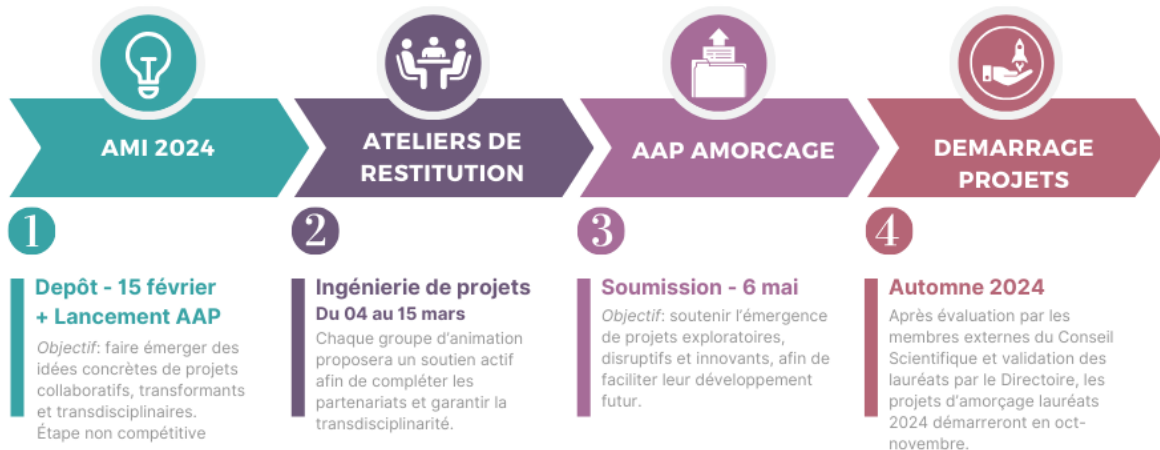 AMI 2024
ATELIERS DE
RESTITUTION
AAP AMORCAGE
DEMARRAGE
PROJETS
1
Depôt - 15 février
+ Lancement AAP
Objectif: faire émerger des
idées concrètes de projets
collaboratifs, transformants
et transdisciplinaires.
Étape non compétitive
2
Ingénierie de projets
Du 04 au 15 mars
Chaque groupe d'animation
proposera un soutien actif
afin de compléter les
partenariats et garantir la
transdisciplinarité.
3
Soumission - 6 mai
Objectif: soutenir l'émergence
de projets exploratoires,
disruptifs et innovants, afin de
faciliter leur développement
futur.
4
Automne 2024
Après évaluation par les
membres externes du Conseil
Scientifique et validation des
lauréats par le Directoire, les
projets d'amorçage lauréats
2024 démarreront en oct-
novembre.